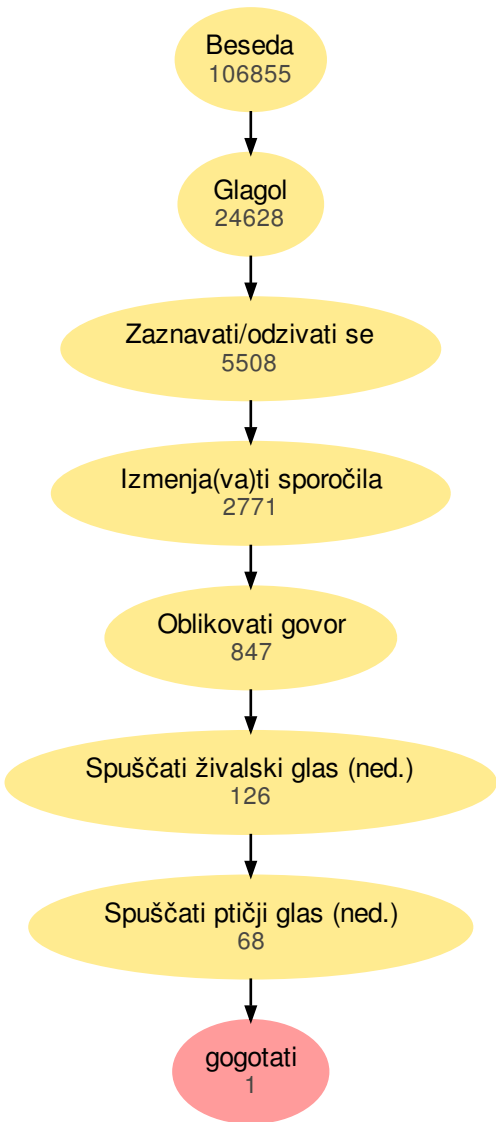 Beseda
106855
Glagol
24628
Zaznavati/odzivati se
5508
Izmenja(va)ti sporočila
2771
Oblikovati govor
847
Spuščati živalski glas (ned.)
126
Spuščati ptičji glas (ned.)
68
gogotati
1